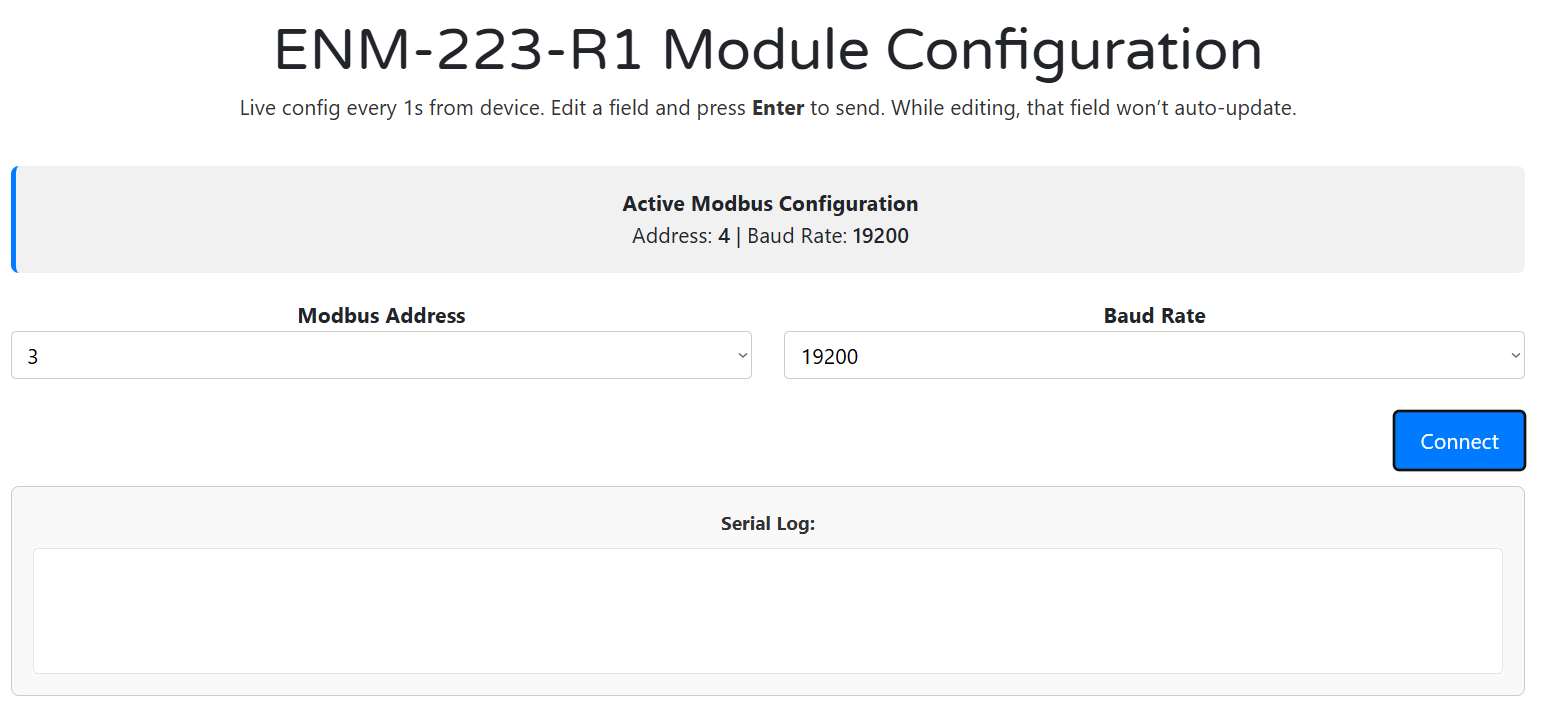 ENM-223-R1 Module Configuration
Live config every 1s from device. Edit a field and press Enter to send. While editing, that field won’t auto-update.
Active Modbus Configuration
Address: 4 | Baud Rate: 19200
Modbus Address
3
Baud Rate
19200
Connect
Serial Log: